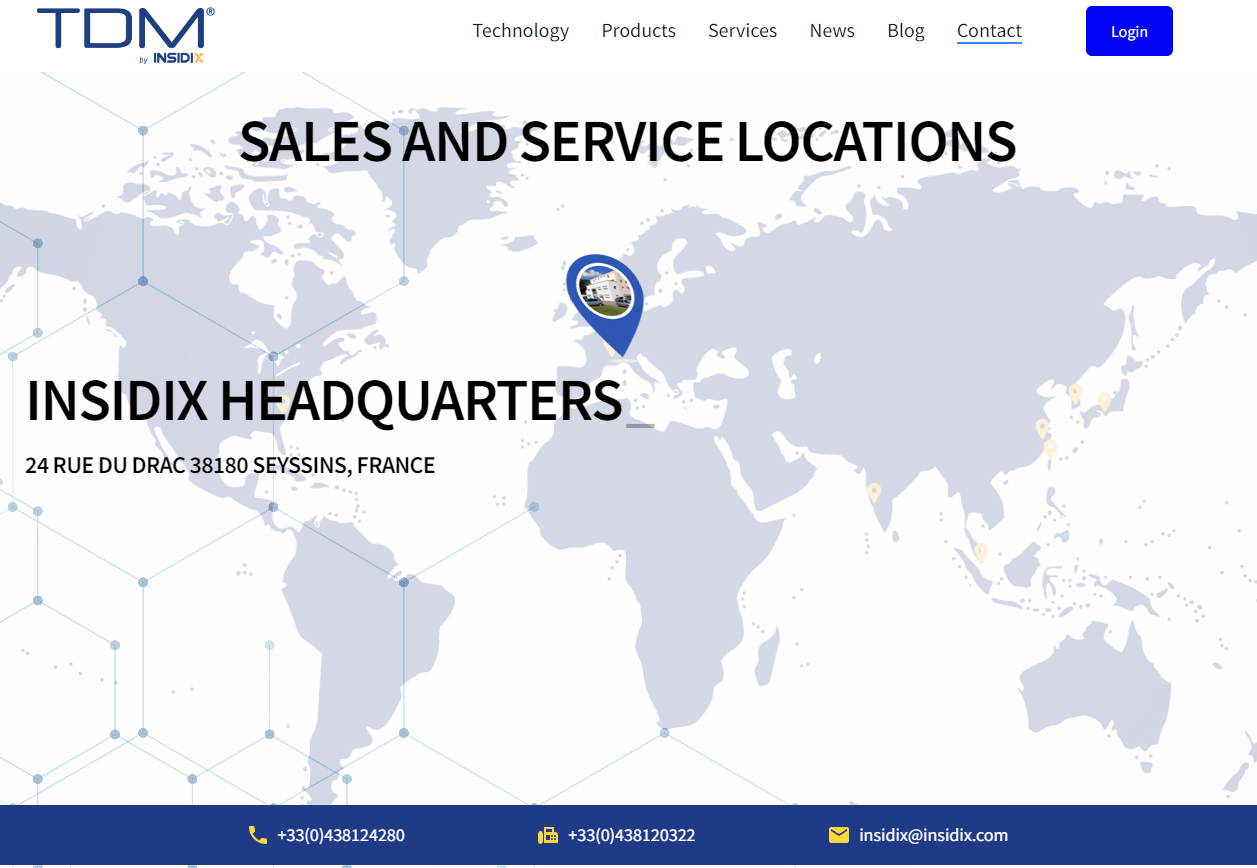 TDM®
by INSIDIX
Technology Products Services News Blog Contact Login
SALES AND SERVICE LOCATIONS
INSIDIX HEADQUARTERS_
24 RUE DU DRAC 38180 SEYSSINS, FRANCE
+33(0)438124280 +33(0)438120322 insidix@insidix.com